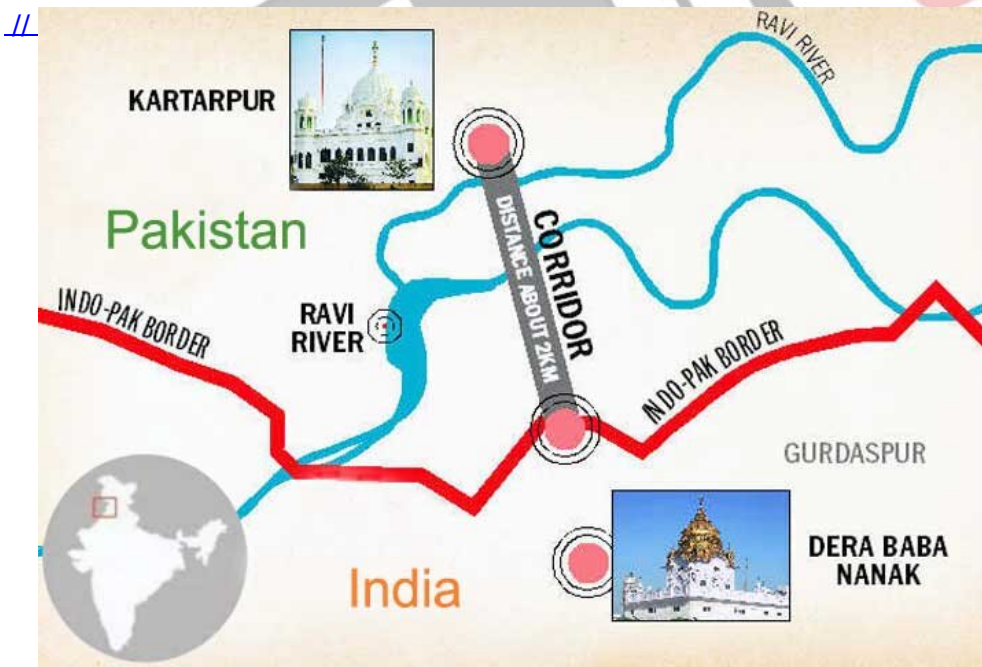 //
RAVI RIVER
KARTARPUR
Pakistan
DISTANCE ABOUT 2KM
CORRIDOR
INDO-PAK BORDER
RAVI
RIVER
INDO-PAK BORDER
GURDASPUR
India
DERA BABA
NANAK